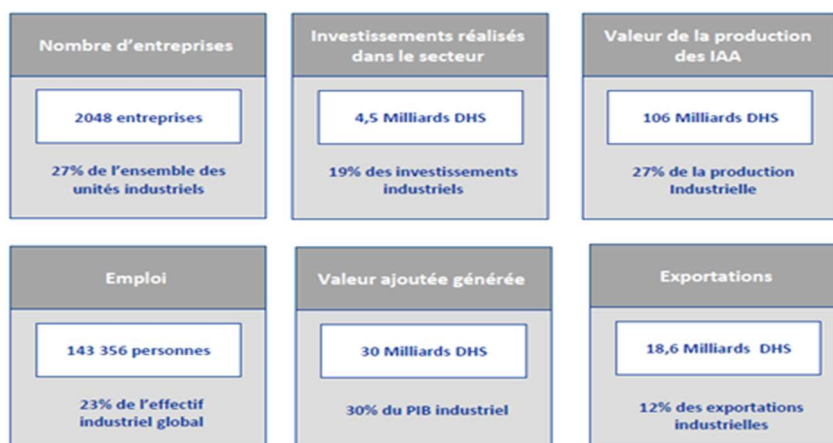 Nombre d'entreprises
2048 entreprises
27% de l'ensemble des
unités industriels
Investissements réalisés
dans le secteur
4,5 Milliards DHS
19% des investissements
industriels
Valeur de la production
des IAA
106 Milliards DHS
27% de la production
Industrielle
Emploi
143 356 personnes
23% de l'effectif
industriel global
Valeur ajoutée générée
30 Milliards DHS
30% du PIB industriel
Exportations
18,6 Milliards DHS
12% des exportations
industrielles